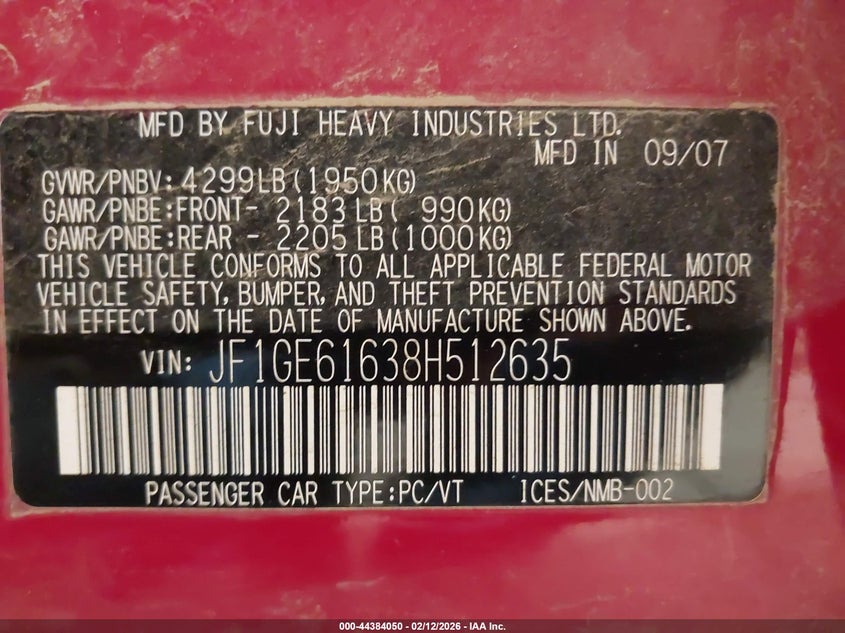 MFD BY FUJI HEAVY INDUSTRIES LTD.
MFD IN 09/07
GVWR/PNBV:4299LB(1950KG)
GAWR/PNBE:FRONT- 2183LB( 990KG)
GAWR/PNBE:REAR - 2205LB(1000KG)
THIS VEHICLE CONFORMS TO ALL APPLICABLE FEDERAL MOTOR
VEHICLE SAFETY, BUMPER, AND THEFT PREVENTION STANDARDS
IN EFFECT ON THE DATE OF MANUFACTURE SHOWN ABOVE.
VIN: JF1GE61638H512635
PASSENGER CAR TYPE:PC/VT ICES/NMB-002
000-44384050 - 02/12/2026 - IAA Inc.